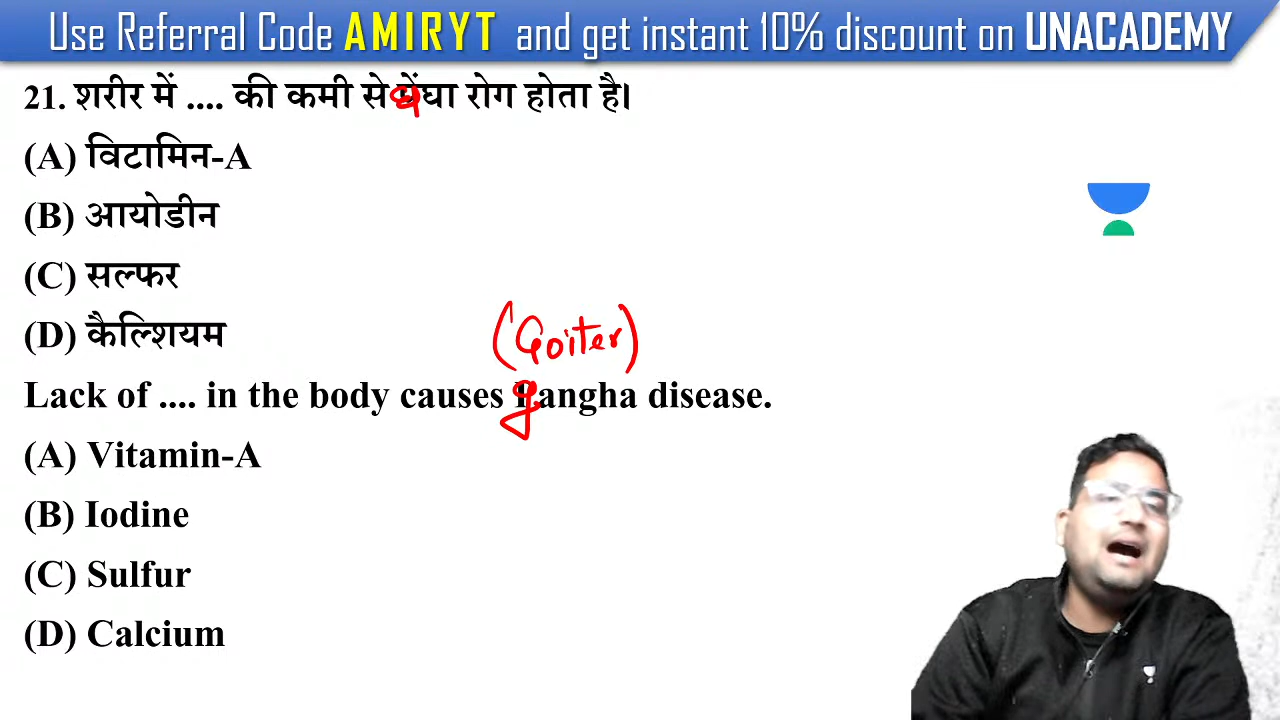 Use Referral Code AMIRYT and get instant 10% discount on UNACADEMY
21. शरीर में .... की कमी से घेंघा रोग होता है।
(A) विटामिन-A
(B) आयोडीन
(C) सल्फर
(D) कैल्शियम
(Goiter)
Lack of .... in the body causes gangha disease.
(A) Vitamin-A
(B) Iodine
(C) Sulfur
(D) Calcium